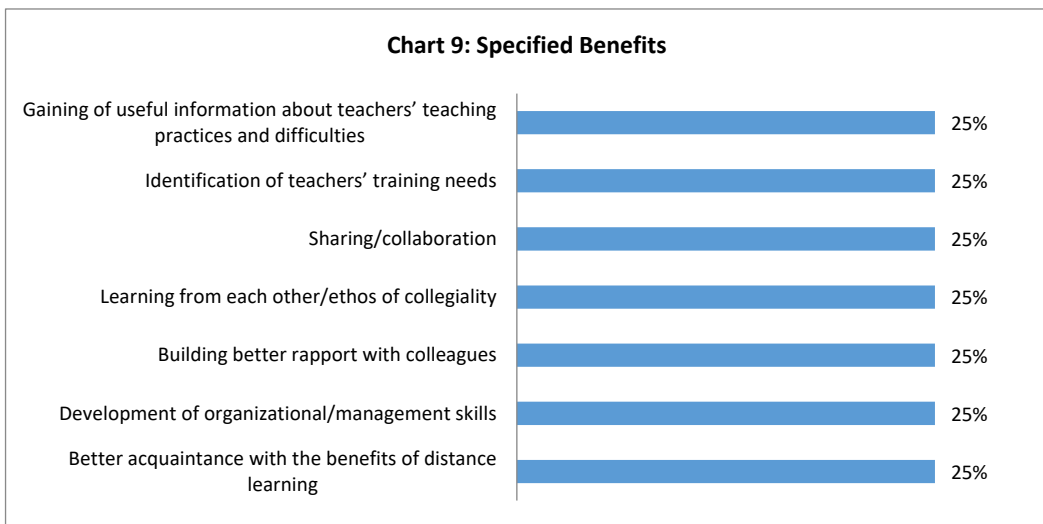 Chart 9: Specified Benefits
Gaining of useful information about teachers’ teaching
practices and difficulties
25%
Identification of teachers’ training needs
25%
Sharing/collaboration
25%
Learning from each other/ethos of collegiality
25%
Building better rapport with colleagues
25%
Development of organizational/management skills
25%
Better acquaintance with the benefits of distance
learning
25%